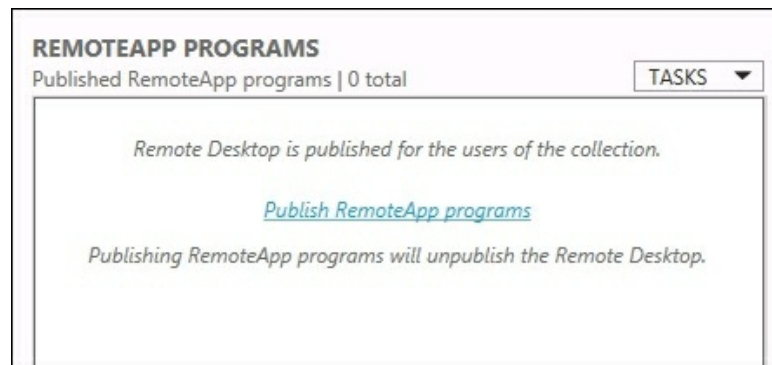 REMOTEAPP PROGRAMS
Published RemoteApp programs | 0 total
TASKS
Remote Desktop is published for the users of the collection.
Publish RemoteApp programs
Publishing RemoteApp programs will unpublish the Remote Desktop.